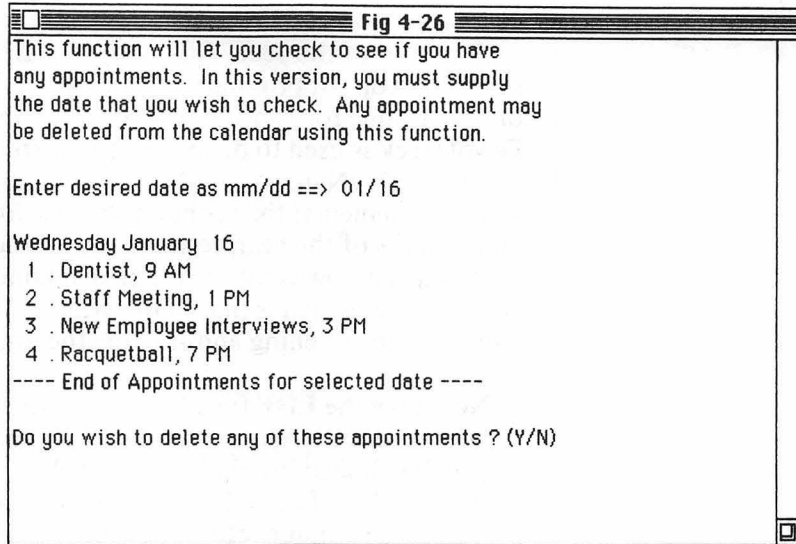 Fig 4-26
This function will let you check to see if you have
any appointments. In this version, you must supply
the date that you wish to check. Any appointment may
be deleted from the calendar using this function.
Enter desired date as mm/dd ==> 01/16
Wednesday January 16
1 . Dentist, 9 AM
2 . Staff Meeting, 1 PM
3 . New Employee Interviews, 3 PM
4 . Racquetball, 7 PM
---- End of Appointments for selected date ----
Do you wish to delete any of these appointments ? (Y/N)